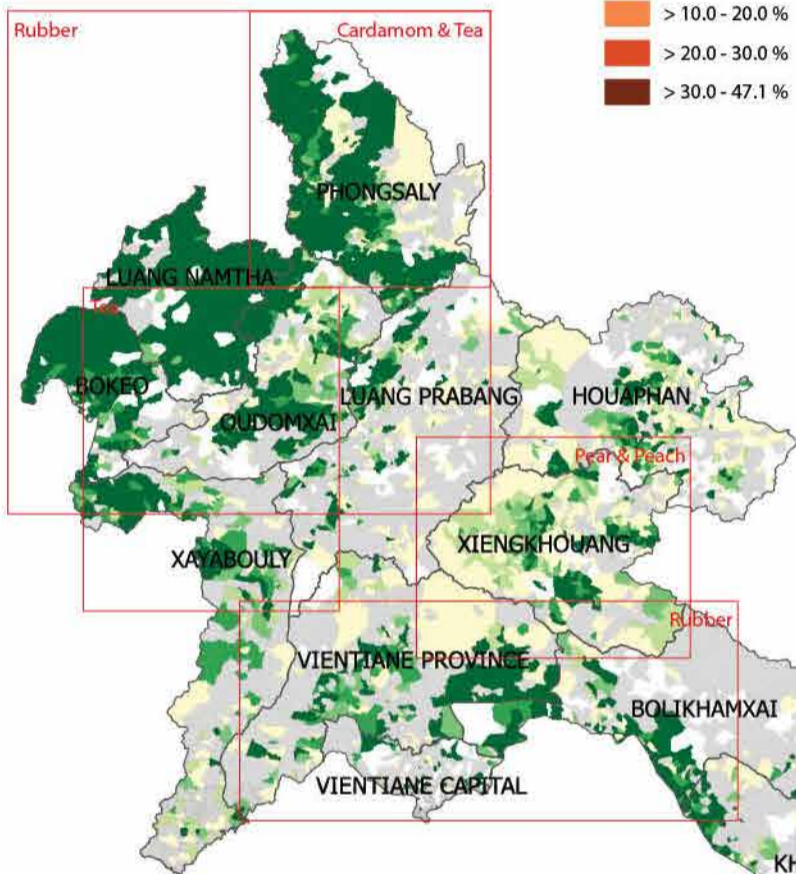 > 10.0 - 20.0 %
Rubber
Cardamom & Tea
> 20.0 - 30.0 %
> 30.0 - 47.1 %
PHONGSALY
LUANG NAMTHA
Tea
BOKEO
LUANG PRABANG
HOUAPHAN
OUDOMXAI
Pear & Peach
XIENGKHOUANG
XAYABOULY
Rubber
VIENTIANE PROVINCE
BOLIKHAMXAI
VIENTIANE CAPITAL
KH